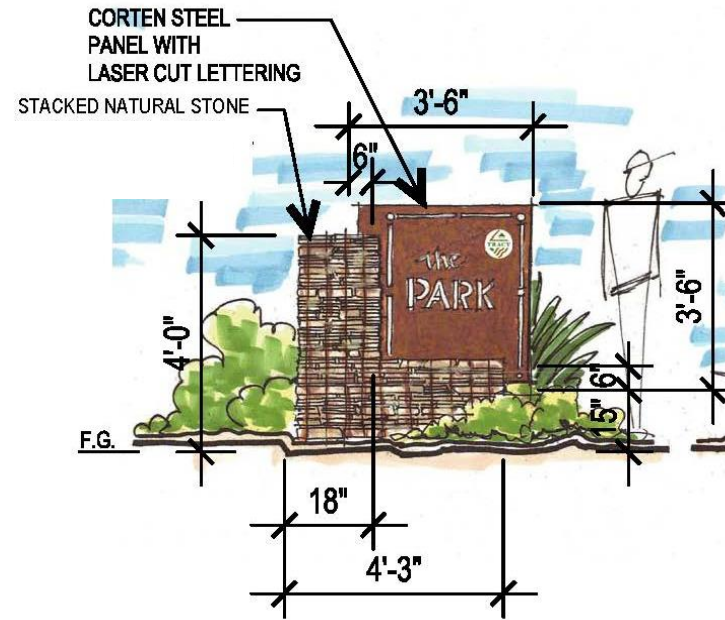 CORTEN STEEL
PANEL WITH
LASER CUT LETTERING
STACKED NATURAL STONE
3'-6"
6"
TRACY
the
PARK
4'-0"
3'-6"
6"
15"
F.G.
18"
4'-3"